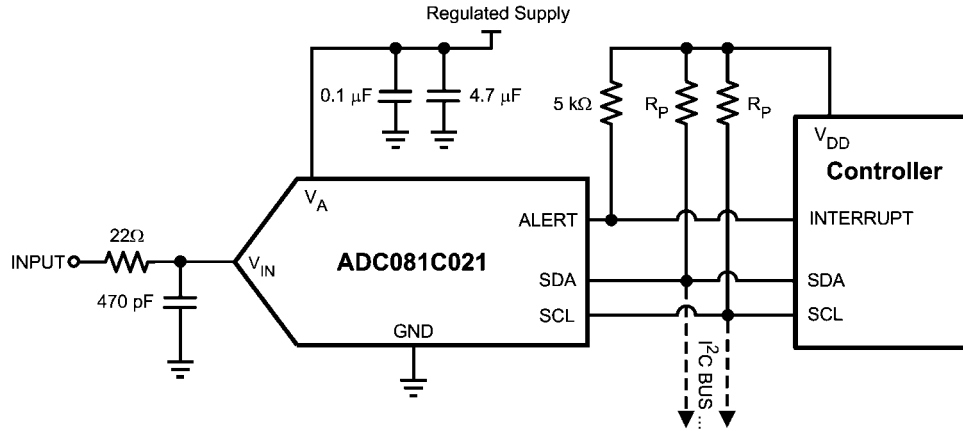 Regulated Supply
0.1 µF
4.7 µF
5 kΩ
R_P
R_P
V_DD
Controller
V_A
ALERT
INTERRUPT
22Ω
INPUT
V_IN
ADC081C021
470 pF
SDA
SDA
SCL
SCL
GND
I²C BUS ...